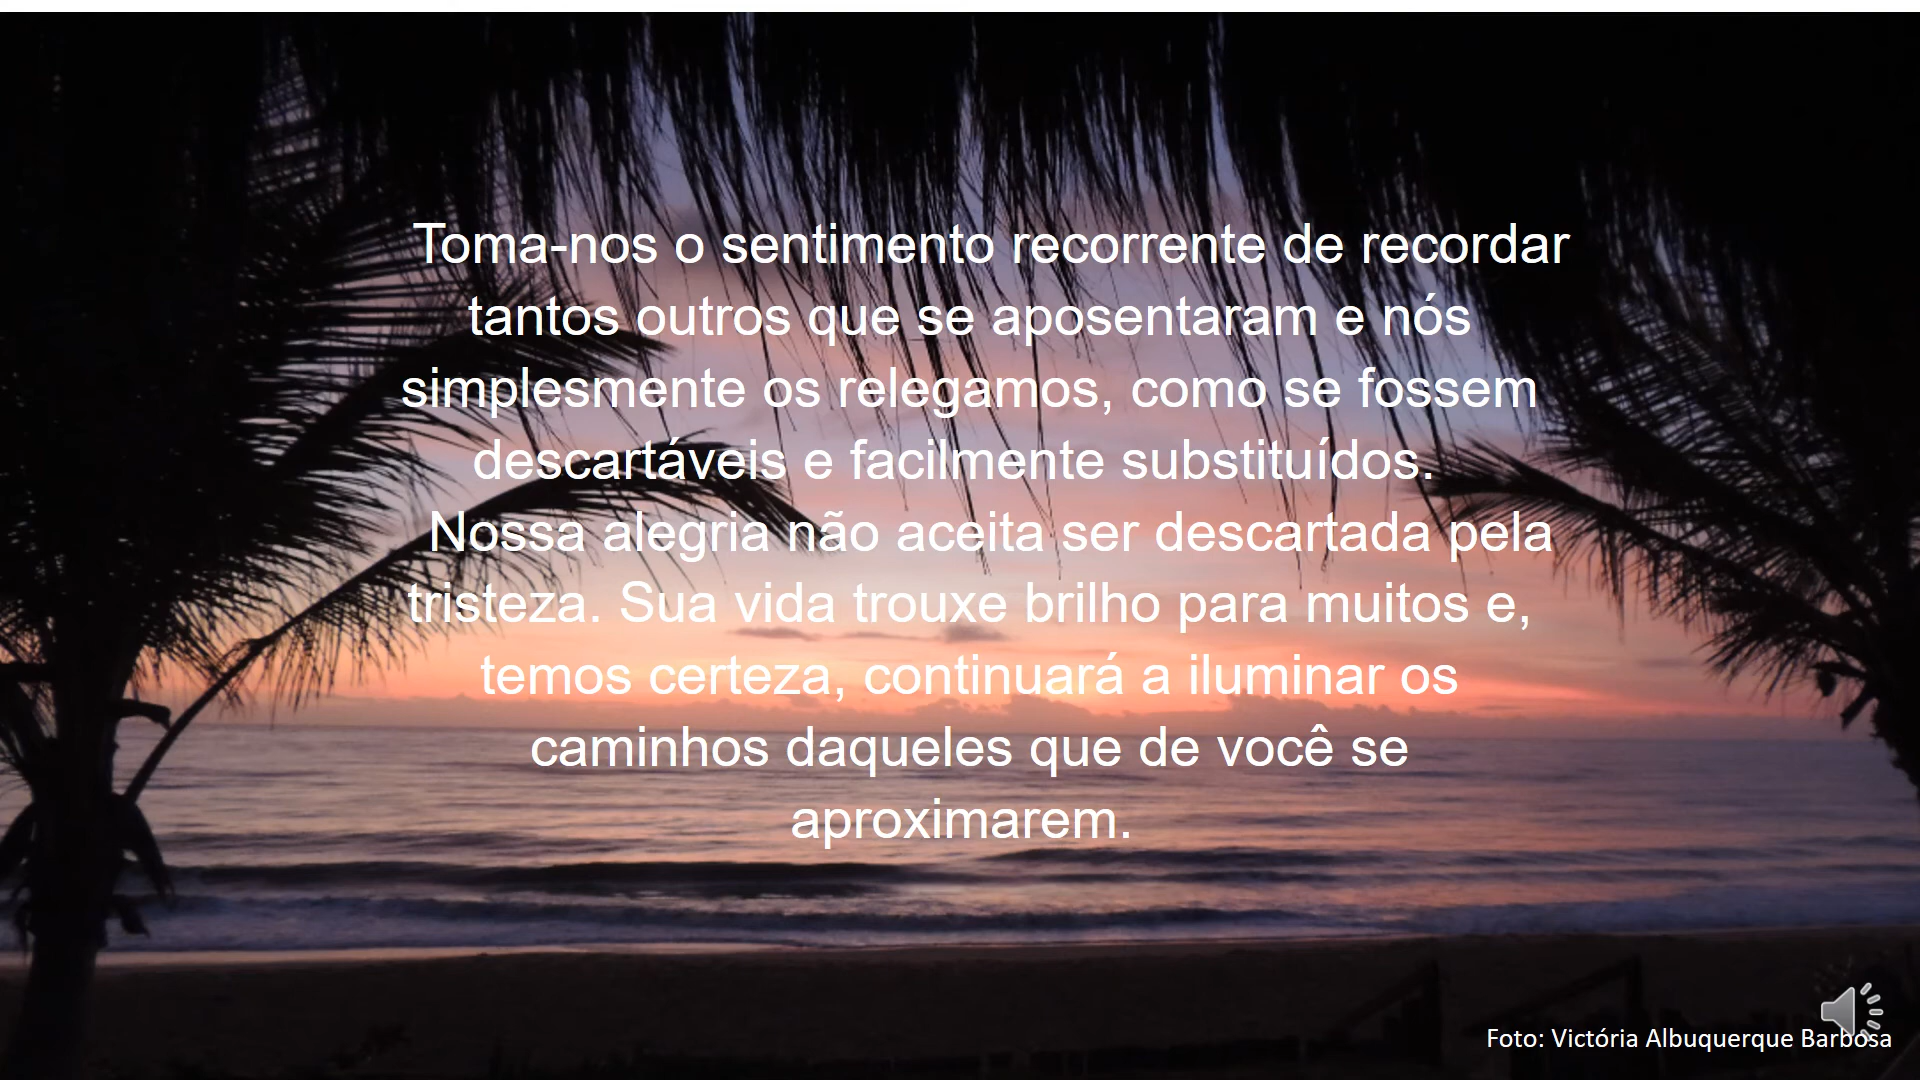 Toma-nos o sentimento recorrente de recordar
tantos outros que se aposentaram e nós
simplesmente os relegamos, como se fossem
descartáveis e facilmente substituídos.
Nossa alegria não aceita ser descartada pela
tristeza. Sua vida trouxe brilho para muitos e,
temos certeza, continuará a iluminar os
caminhos daqueles que de você se
aproximarem.
Foto: Victória Albuquerque Barbosa